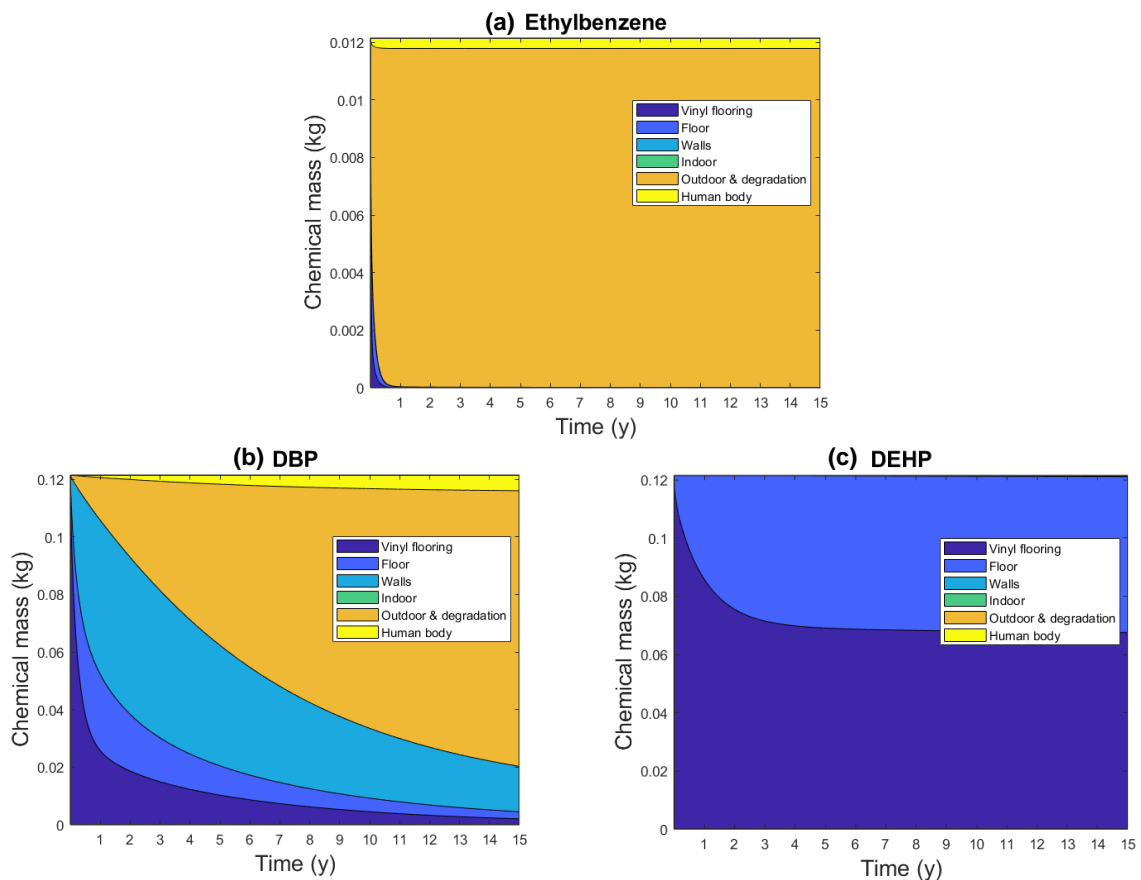 (a) Ethylbenzene
Chemical mass (kg)
0.012
0.01
0.008
0.006
0.004
0.002
0
Vinyl flooring
Floor
Walls
Indoor
Outdoor & degradation
Human body
1 2 3 4 5 6 7 8 9 10 11 12 13 14 15
Time (y)
(b) DBP
Chemical mass (kg)
0.12
0.1
0.08
0.06
0.04
0.02
0
Vinyl flooring
Floor
Walls
Indoor
Outdoor & degradation
Human body
1 2 3 4 5 6 7 8 9 10 11 12 13 14 15
Time (y)
(c) DEHP
Chemical mass (kg)
0.12
0.1
0.08
0.06
0.04
0.02
0
Vinyl flooring
Floor
Walls
Indoor
Outdoor & degradation
Human body
1 2 3 4 5 6 7 8 9 10 11 12 13 14 15
Time (y)